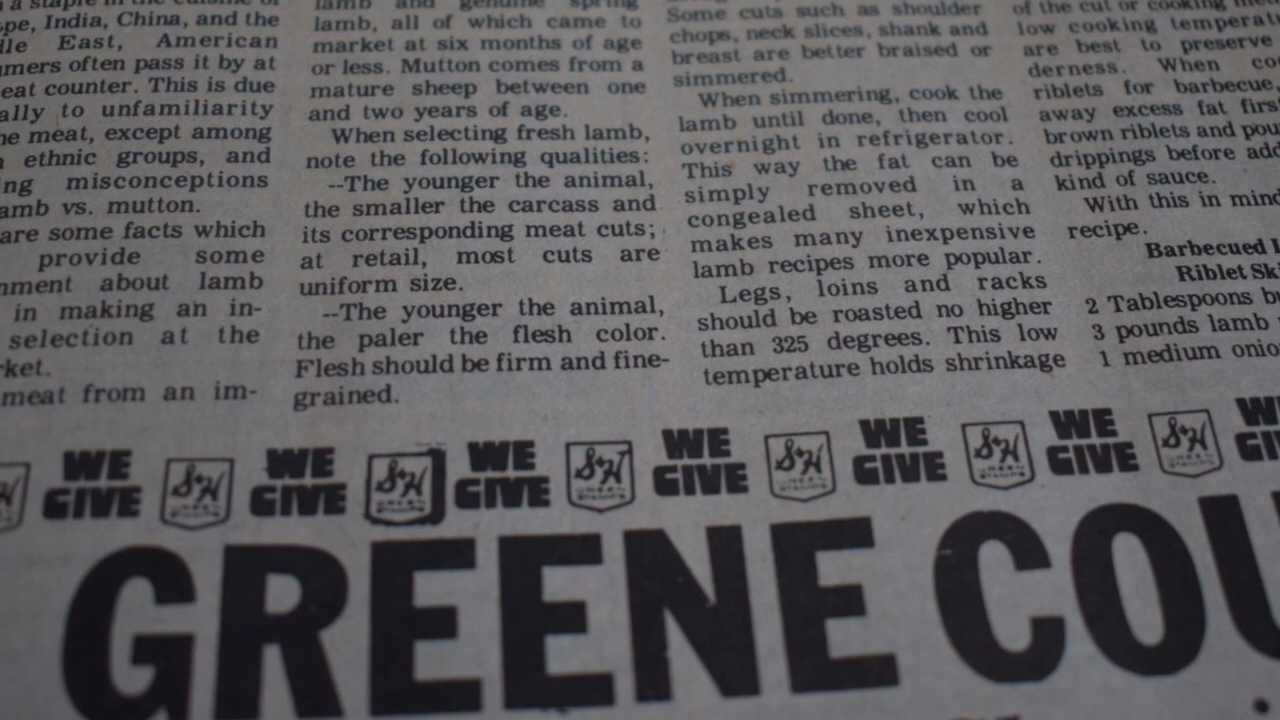 a staple in the cuisine of
pe, India, China, and the
le East, American
mers often pass it by at
eat counter. This is due
ally to unfamiliarity
he meat, except among
ethnic groups, and
ng misconceptions
amb vs. mutton.
are some facts which
provide some
nment about lamb
in making an in-
selection at the
ket.
meat from an im-
lamb and genuine spring
lamb, all of which came to
market at six months of age
or less. Mutton comes from a
mature sheep between one
and two years of age.
When selecting fresh lamb,
note the following qualities:
--The younger the animal,
the smaller the carcass and
its corresponding meat cuts;
at retail, most cuts are
uniform size.
--The younger the animal,
the paler the flesh color.
Flesh should be firm and fine-
grained.
Some cuts such as shoulder
chops, neck slices, shank and
breast are better braised or
simmered.
When simmering, cook the
lamb until done, then cool
overnight in refrigerator.
This way the fat can be
simply removed in a
congealed sheet, which
makes many inexpensive
lamb recipes more popular.
Legs, loins and racks
should be roasted no higher
than 325 degrees. This low
temperature holds shrinkage
of the cut or cooking
low cooking temperat
are best to preserve
derness. When co
riblets for barbecue,
away excess fat firs
brown riblets and pou
drippings before add
kind of sauce.
With this in mind
recipe.
Barbecued
Riblet Ski
2 Tablespoons b
3 pounds lamb
1 medium onio
WE GIVE S&H WE GIVE S&H WE GIVE S&H WE GIVE S&H WE GIVE S&H WE GIVE S&H WE GIV
GREENE COU